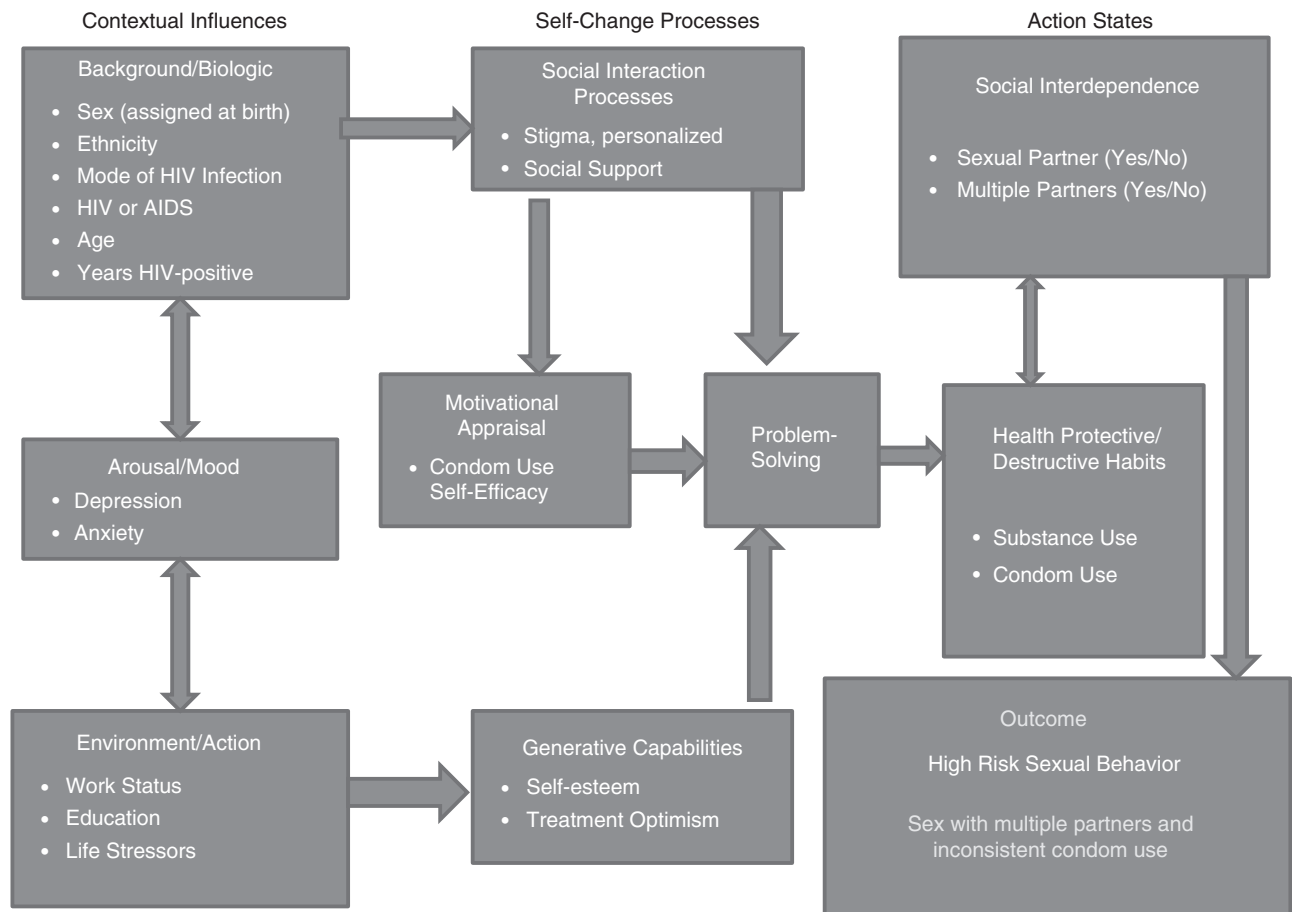 Contextual Influences
Self-Change Processes
Action States
Background/Biologic
• Sex (assigned at birth)
• Ethnicity
• Mode of HIV Infection
• HIV or AIDS
• Age
• Years HIV-positive
Social Interaction
Processes
• Stigma, personalized
• Social Support
Social Interdependence
• Sexual Partner (Yes/No)
• Multiple Partners (Yes/No)
Arousal/Mood
• Depression
• Anxiety
Motivational
Appraisal
• Condom Use
Self-Efficacy
Problem-
Solving
Health Protective/
Destructive Habits
• Substance Use
• Condom Use
Environment/Action
• Work Status
• Education
• Life Stressors
Generative Capabilities
• Self-esteem
• Treatment Optimism
Outcome
High Risk Sexual Behavior
Sex with multiple partners and
inconsistent condom use